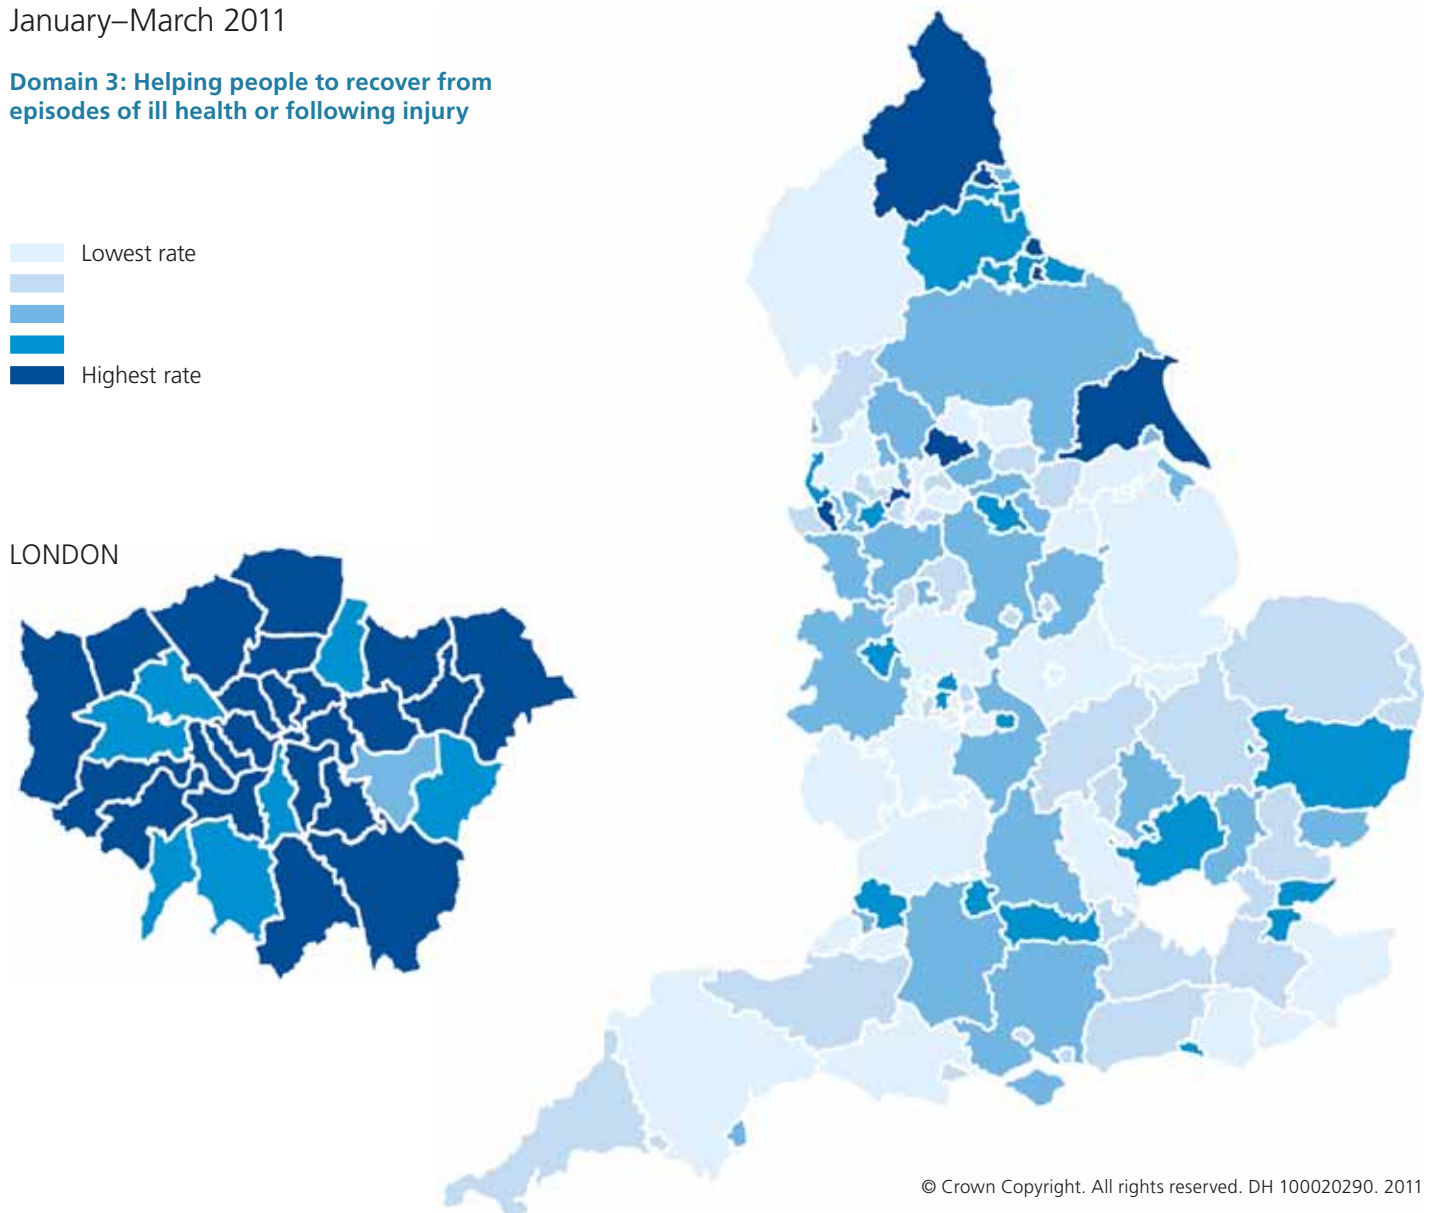 January–March 2011
Domain 3: Helping people to recover from
episodes of ill health or following injury
Lowest rate
Highest rate
LONDON
© Crown Copyright. All rights reserved. DH 100020290. 2011